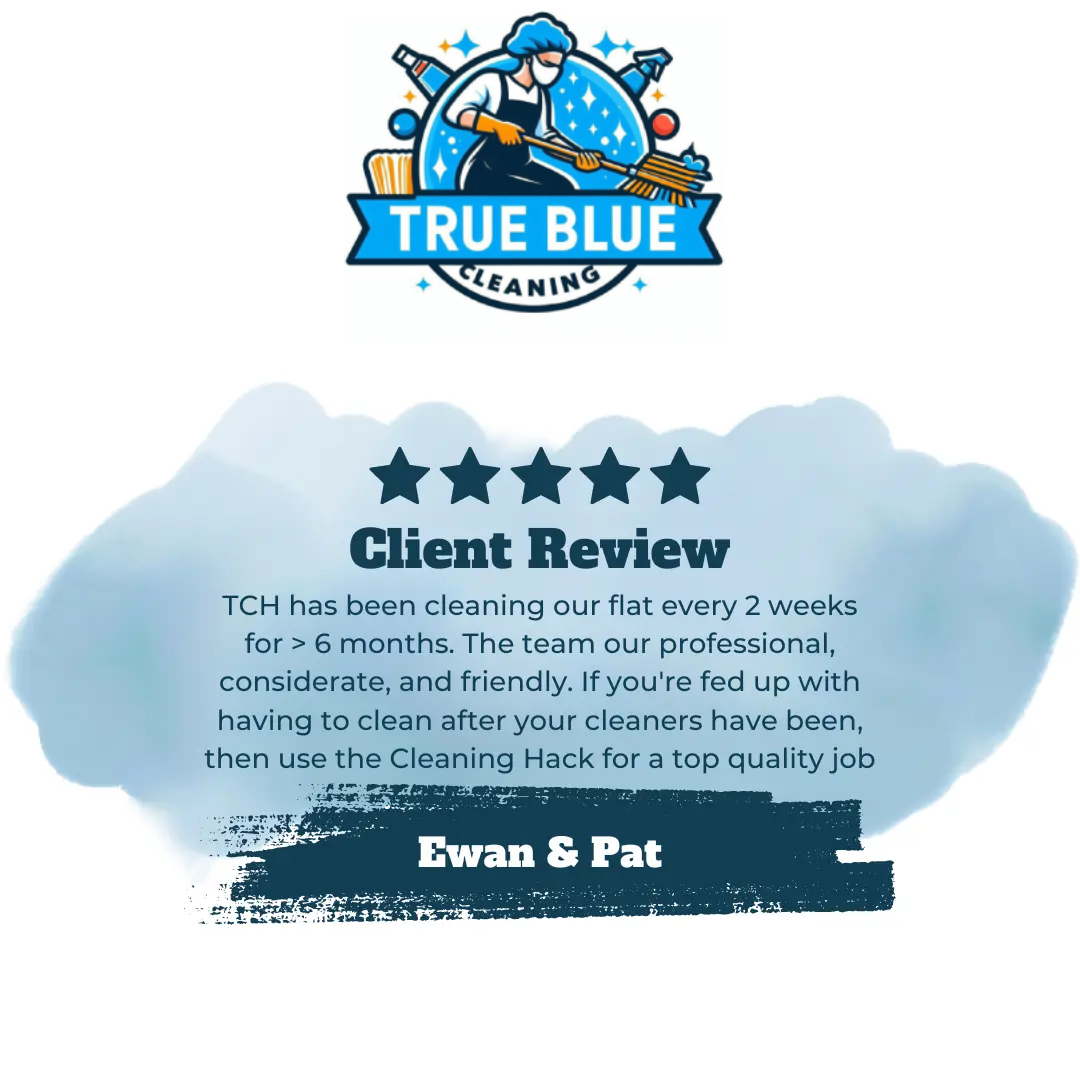 TRUE BLUE
CLEANING
Client Review
TCH has been cleaning our flat every 2 weeks
for > 6 months. The team our professional,
considerate, and friendly. If you're fed up with
having to clean after your cleaners have been,
then use the Cleaning Hack for a top quality job
Ewan & Pat